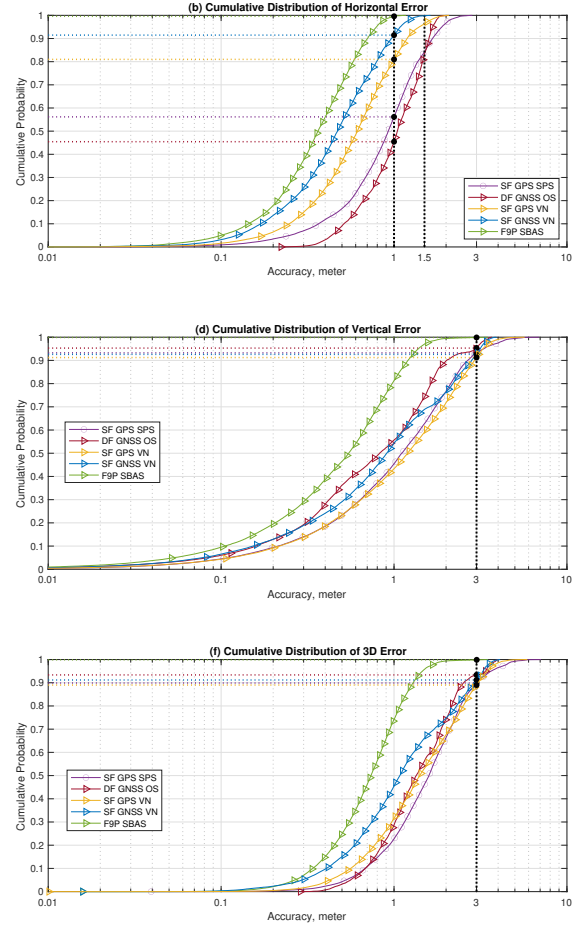 (b) Cumulative Distribution of Horizontal Error
Cumulative Probability
1
0.9
0.8
0.7
0.6
0.5
0.4
0.3
0.2
0.1
0
SF GPS SPS
DF GNSS OS
SF GPS VN
SF GNSS VN
F9P SBAS
0.01 0.1 1 1.5 3 10
Accuracy, meter
(d) Cumulative Distribution of Vertical Error
Cumulative Probability
1
0.9
0.8
0.7
0.6
0.5
0.4
0.3
0.2
0.1
0
SF GPS SPS
DF GNSS OS
SF GPS VN
SF GNSS VN
F9P SBAS
0.01 0.1 1 3 10
Accuracy, meter
(f) Cumulative Distribution of 3D Error
Cumulative Probability
1
0.9
0.8
0.7
0.6
0.5
0.4
0.3
0.2
0.1
0
SF GPS SPS
DF GNSS OS
SF GPS VN
SF GNSS VN
F9P SBAS
0.01 0.1 1 3 10
Accuracy, meter